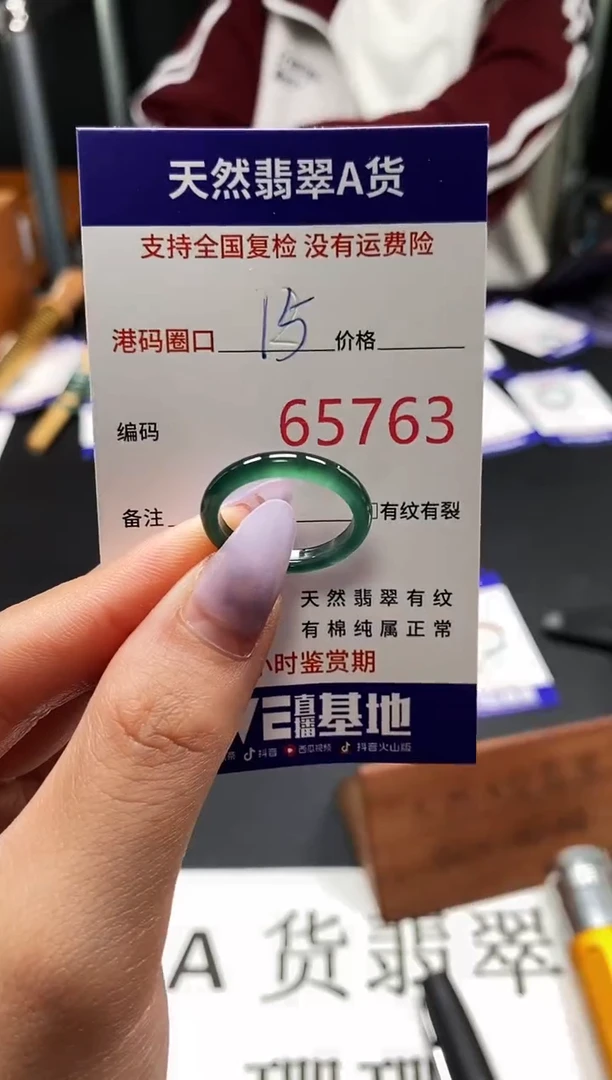 天然翡翠A货
支持全国复检 没有运费险
港码圈口 15 价格
编码 65763
备注 □有纹有裂
天然翡翠有纹
有棉纯属正常
小时鉴赏期
VE直播基地
抖音 西瓜视频 抖音火山版
A 货翡翠